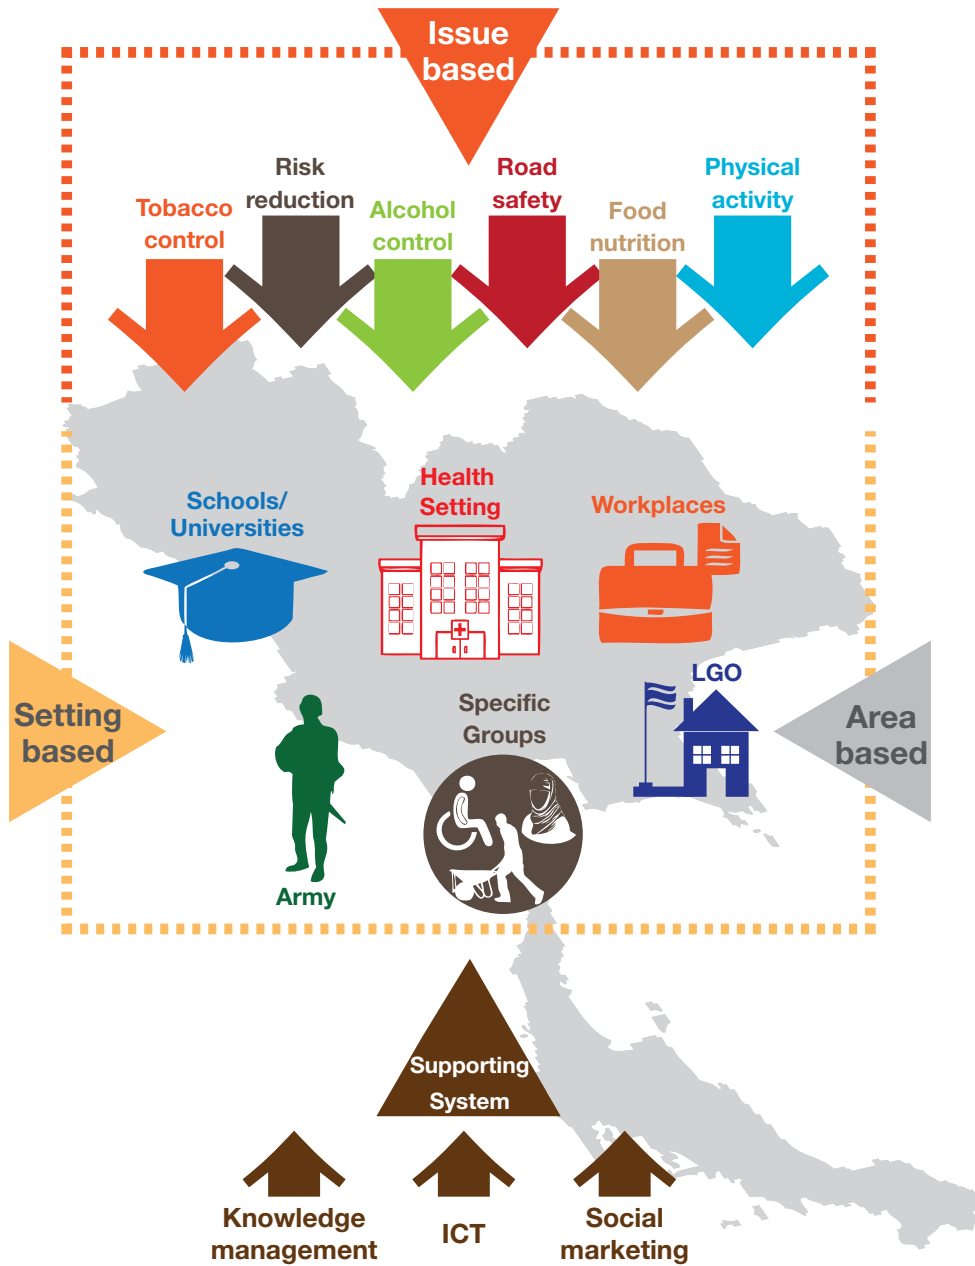 Issue
based
Risk
reduction
Road
safety
Physical
activity
Tobacco
control
Alcohol
control
Food
nutrition
Schools/
Universities
Health
Setting
Workplaces
Setting
based
Specific
Groups
LGO
Area
based
Army
Supporting
System
Knowledge
management
ICT
Social
marketing